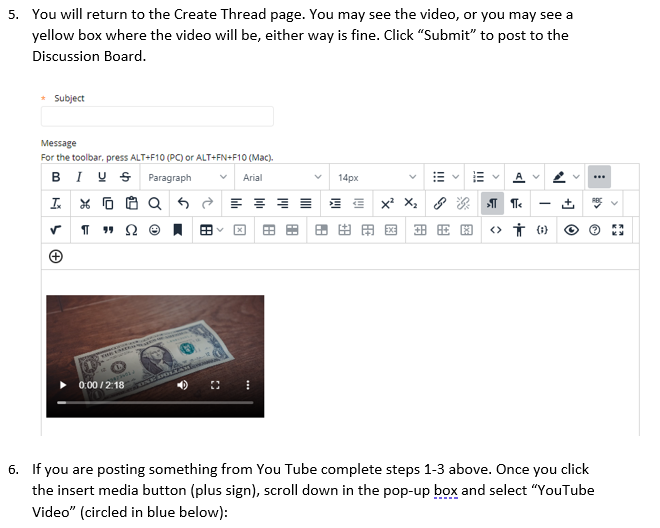 5. You will return to the Create Thread page. You may see the video, or you may see a
yellow box where the video will be, either way is fine. Click “Submit” to post to the
Discussion Board.
* Subject
Message
For the toolbar, press ALT+F10 (PC) or ALT+FN+F10 (Mac).
B I U S Paragraph Arial 14px A
X² X₂ ABC
0:00 / 2:18
6. If you are posting something from You Tube complete steps 1-3 above. Once you click
the insert media button (plus sign), scroll down in the pop-up box and select “YouTube
Video” (circled in blue below):